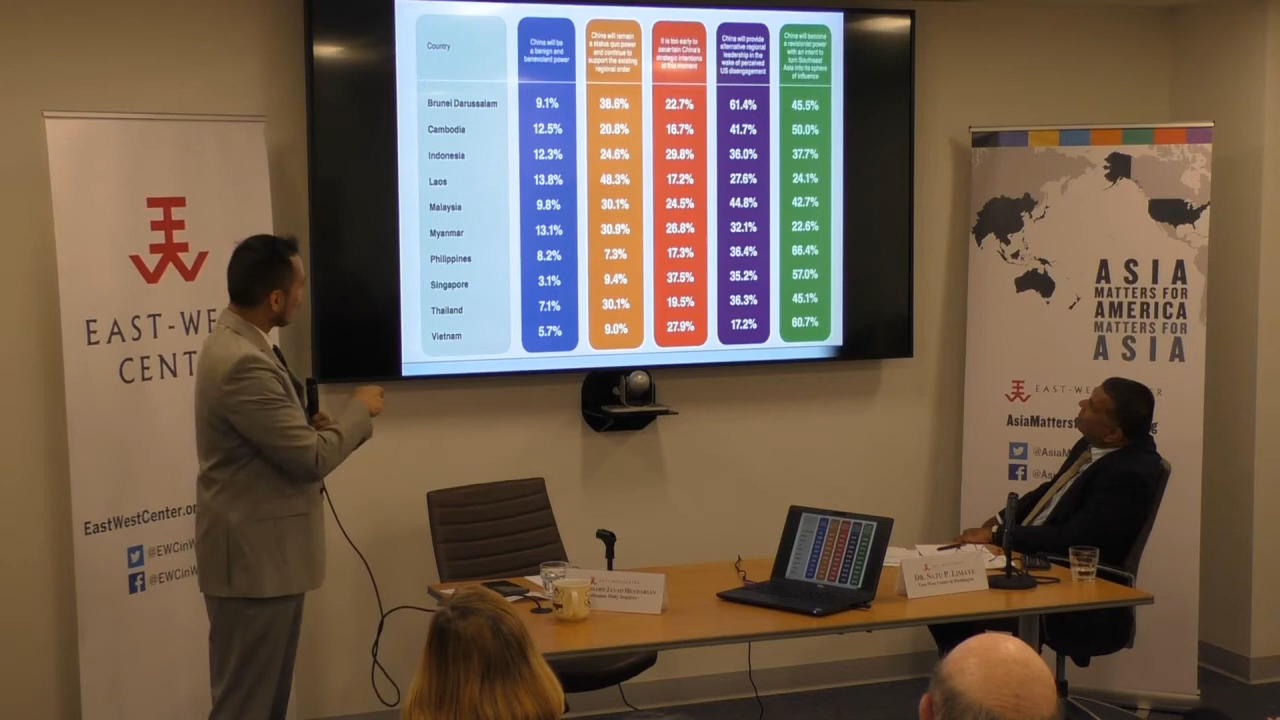 Country
China will be
a benign and
benevolent power
China will remain
a status quo power
and continue to
support the existing
regional order
It is too early to
ascertain China's
strategic intentions
at this moment
China will provide
alternative regional
leadership in the
wake of perceived
US disengagement
China will become
a revisionist power
with an intent to
turn Southeast
Asia into its sphere
of influence
Brunei Darussalam 9.1% 38.6% 22.7% 61.4% 45.5%
Cambodia 12.5% 20.8% 16.7% 41.7% 50.0%
Indonesia 12.3% 24.6% 29.8% 36.0% 37.7%
Laos 13.8% 48.3% 17.2% 27.6% 24.1%
Malaysia 9.8% 30.1% 24.5% 44.8% 42.7%
Myanmar 13.1% 30.9% 26.8% 32.1% 22.6%
Philippines 8.2% 7.3% 17.3% 36.4% 66.4%
Singapore 3.1% 9.4% 37.5% 35.2% 57.0%
Thailand 7.1% 30.1% 19.5% 36.3% 45.1%
Vietnam 5.7% 9.0% 27.9% 17.2% 60.7%
EAST-WE
CENT
EastWestCenter.or
@EWCinW
@EWCinW
ASIA
MATTERS FOR
AMERICA
MATTERS FOR
ASIA
EAST-WE ER
AsiaMatters g
@AsiaM
@As
JAVAD HEYDARIAN
DR. SATU P. LIMAYE
East-West Center in Washington